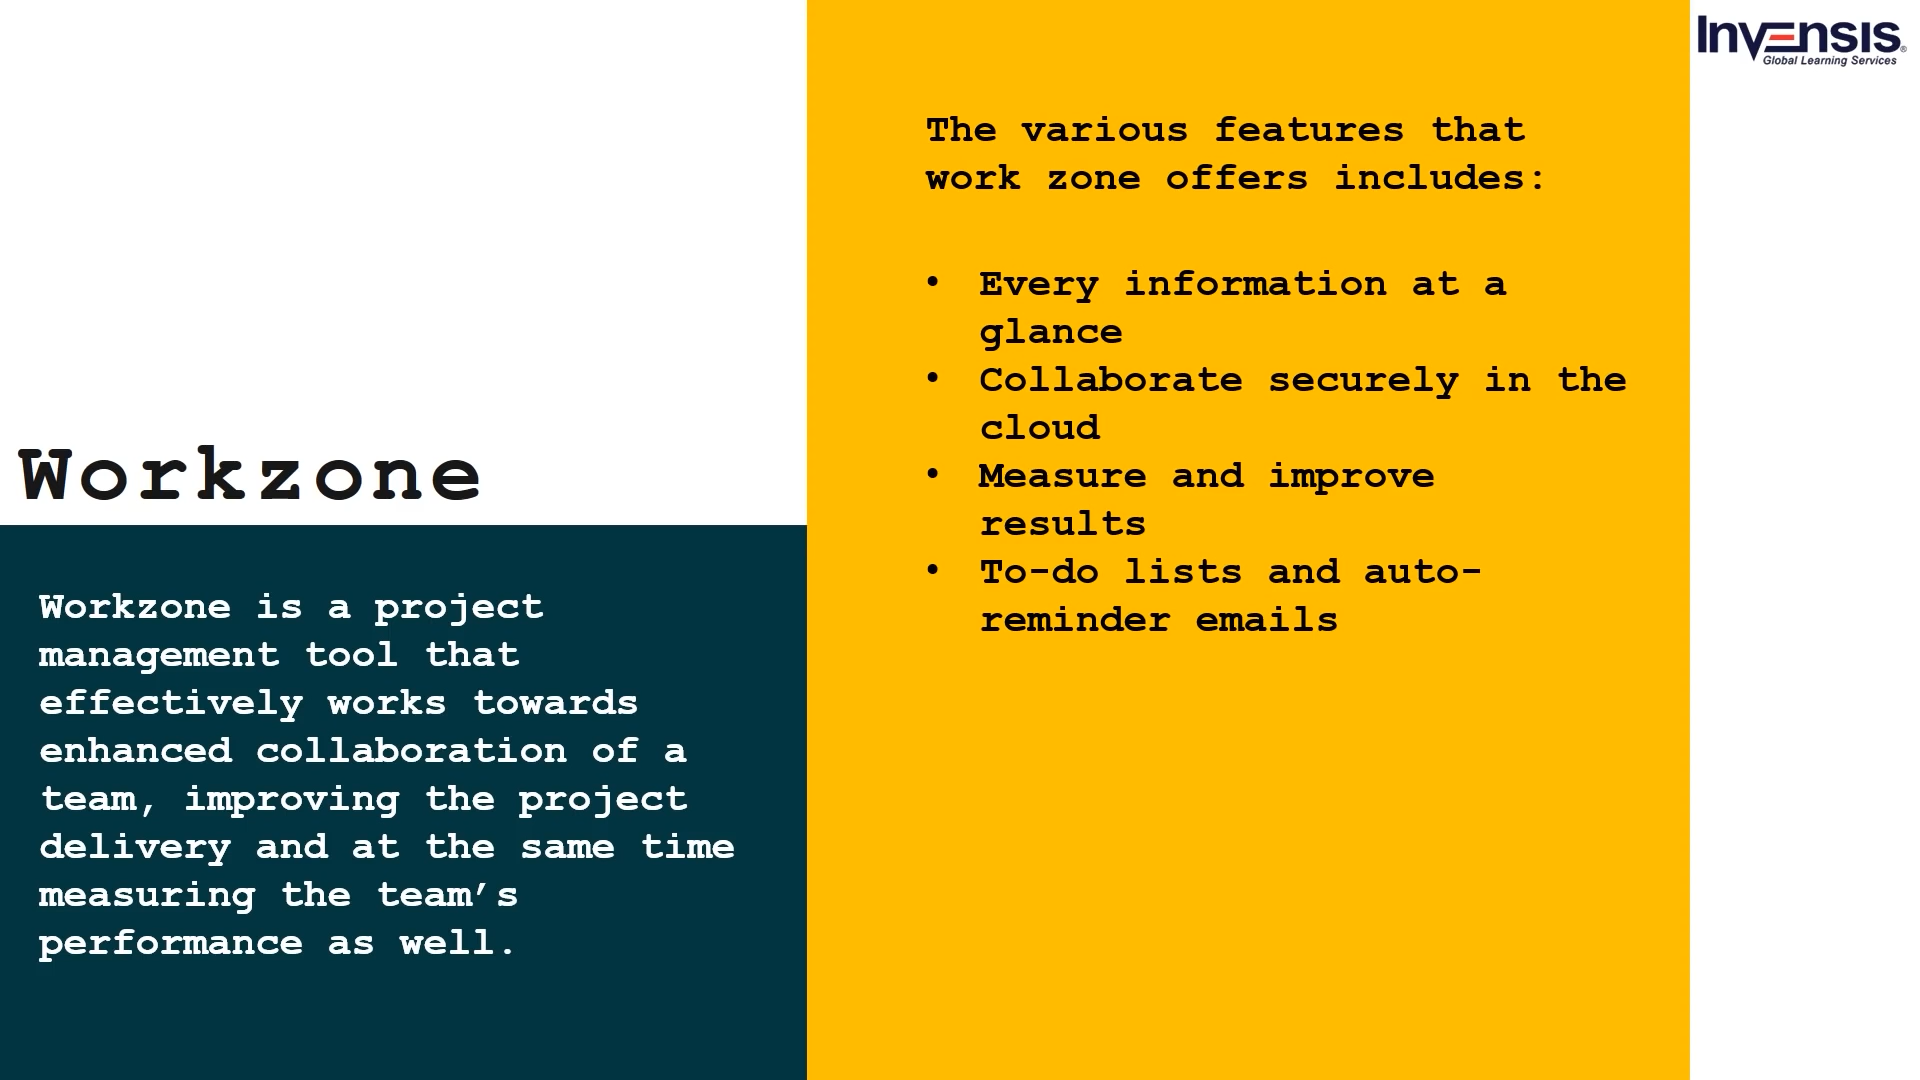 Invensis
Global Learning Services
Workzone
Workzone is a project
management tool that
effectively works towards
enhanced collaboration of a
team, improving the project
delivery and at the same time
measuring the team’s
performance as well.
The various features that
work zone offers includes:
• Every information at a
glance
• Collaborate securely in the
cloud
• Measure and improve
results
• To-do lists and auto-
reminder emails